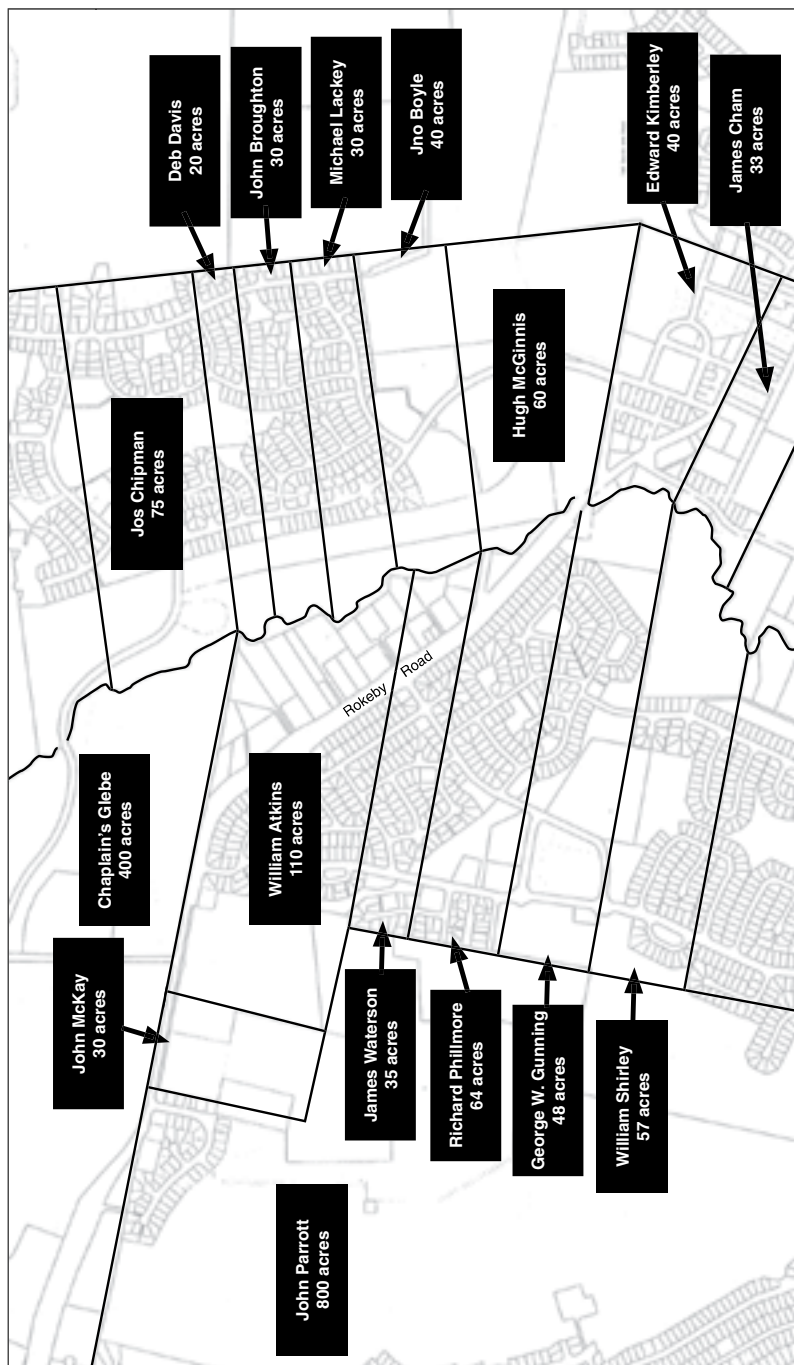 Deb Davis
20 acres
John Broughton
30 acres
Michael Lackey
30 acres
Jno Boyle
40 acres
Edward Kimberley
40 acres
James Cham
33 acres
Jos Chipman
75 acres
Hugh McGinnis
60 acres
Rokeby Road
Chaplain's Glebe
400 acres
William Atkins
110 acres
John McKay
30 acres
James Waterson
35 acres
Richard Phillmore
64 acres
George W. Gunning
48 acres
William Shirley
57 acres
John Parrott
800 acres